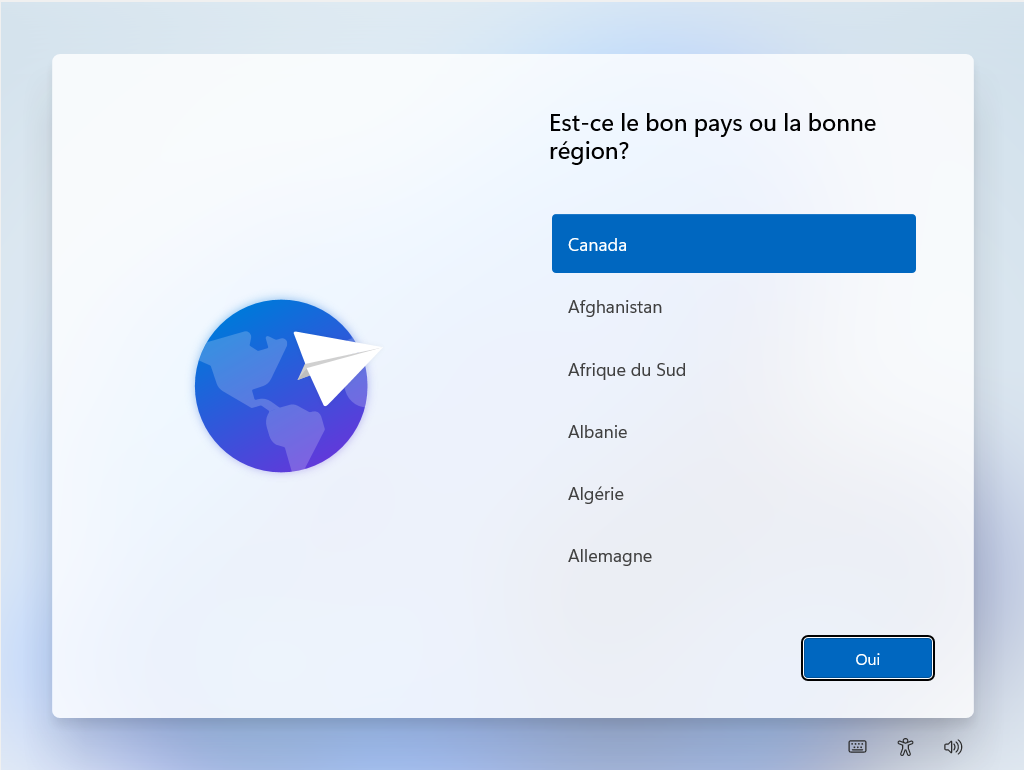 Est-ce le bon pays ou la bonne
région?
Canada
Afghanistan
Afrique du Sud
Albanie
Algérie
Allemagne
Oui